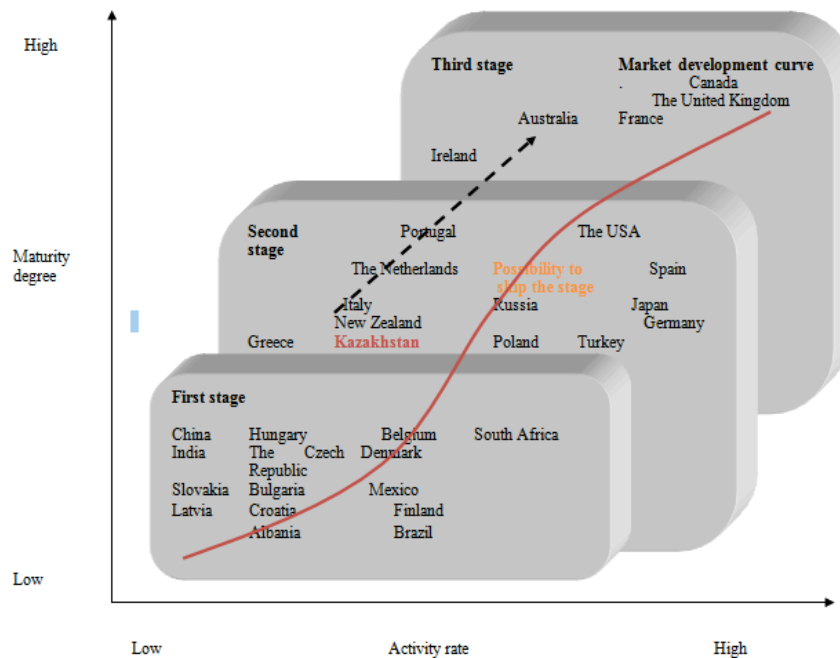 High
Third stage Market development curve
. Canada
The United Kingdom
Australia France
Ireland
Second stage Portugal The USA
Maturity degree
The Netherlands Possibility to skip the stage Spain
Italy Russia Japan
New Zealand Germany
Greece Kazakhstan Poland Turkey
First stage
China Hungary Belgium South Africa
India The Czech Republic Denmark
Slovakia Bulgaria Mexico
Latvia Croatia Finland
Albania Brazil
Low
Low Activity rate High